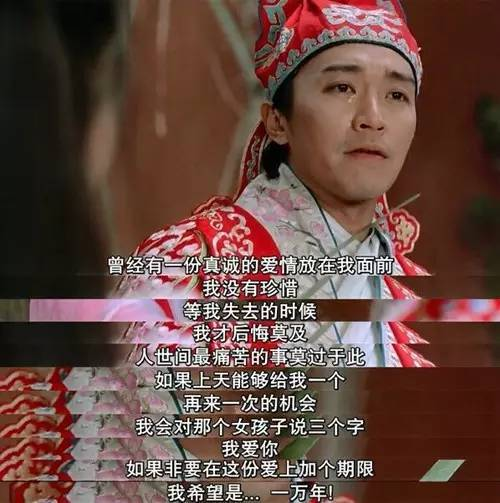 曾经有一份真诚的爱情放在我面前
我没有珍惜
等我失去的时候
我才后悔莫及
人世间最痛苦的事莫过于此
如果上天能够给我一个
再来一次的机会
我会对那个女孩子说三个字
我爱你
如果非要在这份爱上加个期限
我希望是... 一万年!